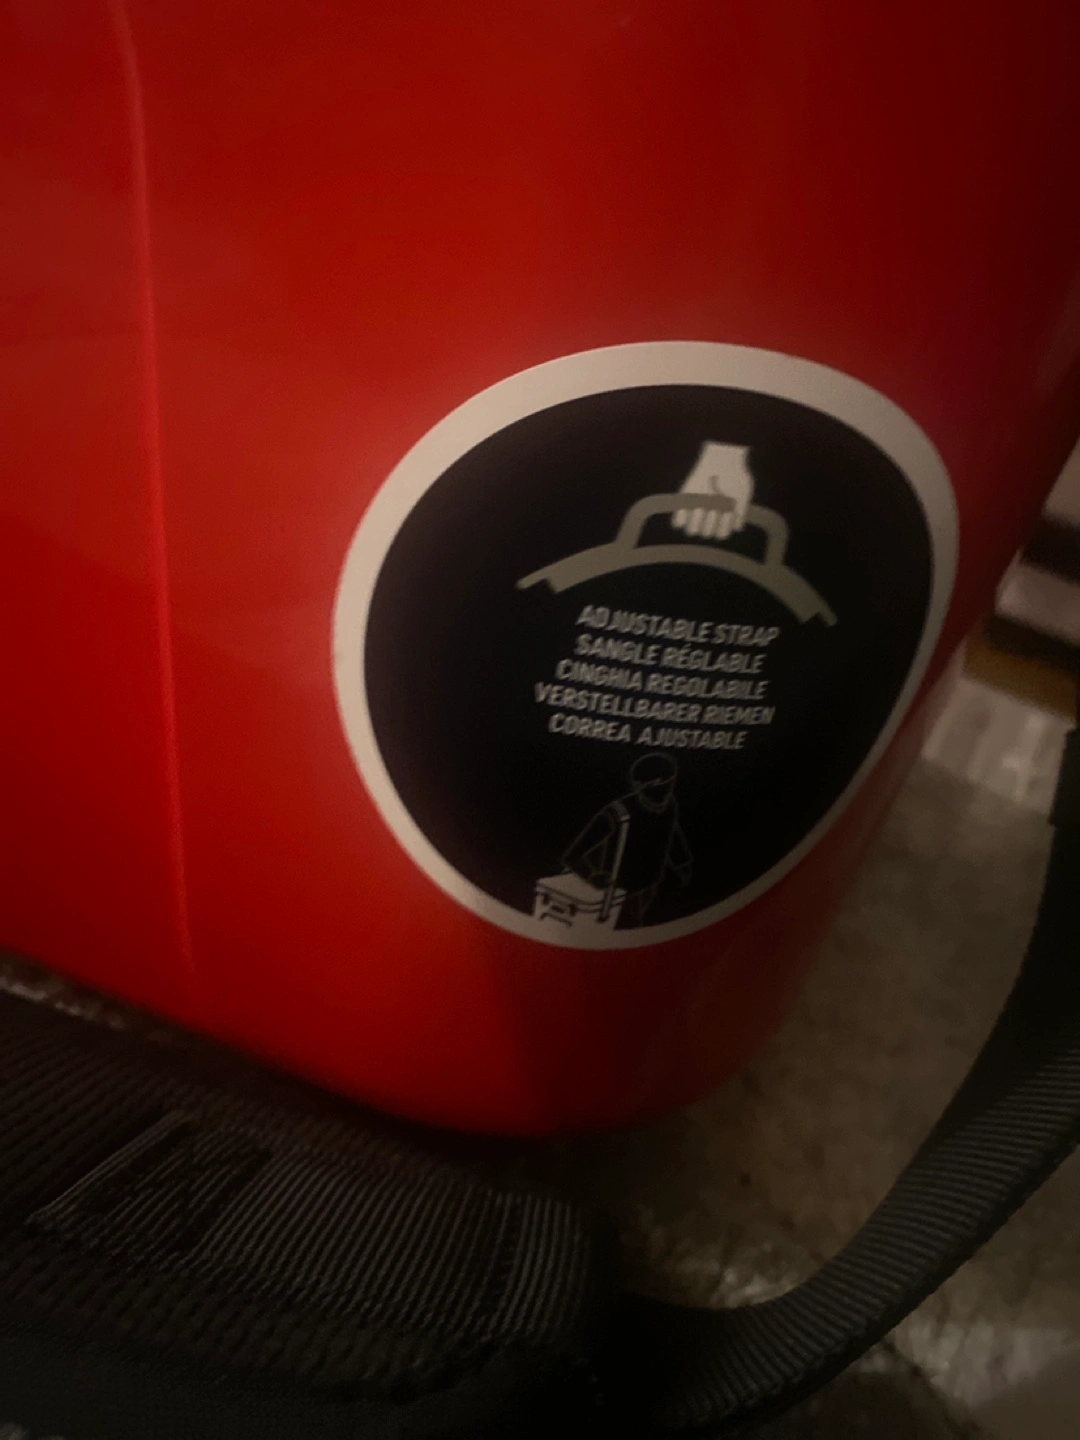 ADJUSTABLE STRAP
SANGLE RÉGLABLE
CINGHIA REGOLABILE
VERSTELLBARER RIEMEN
CORREA AJUSTABLE